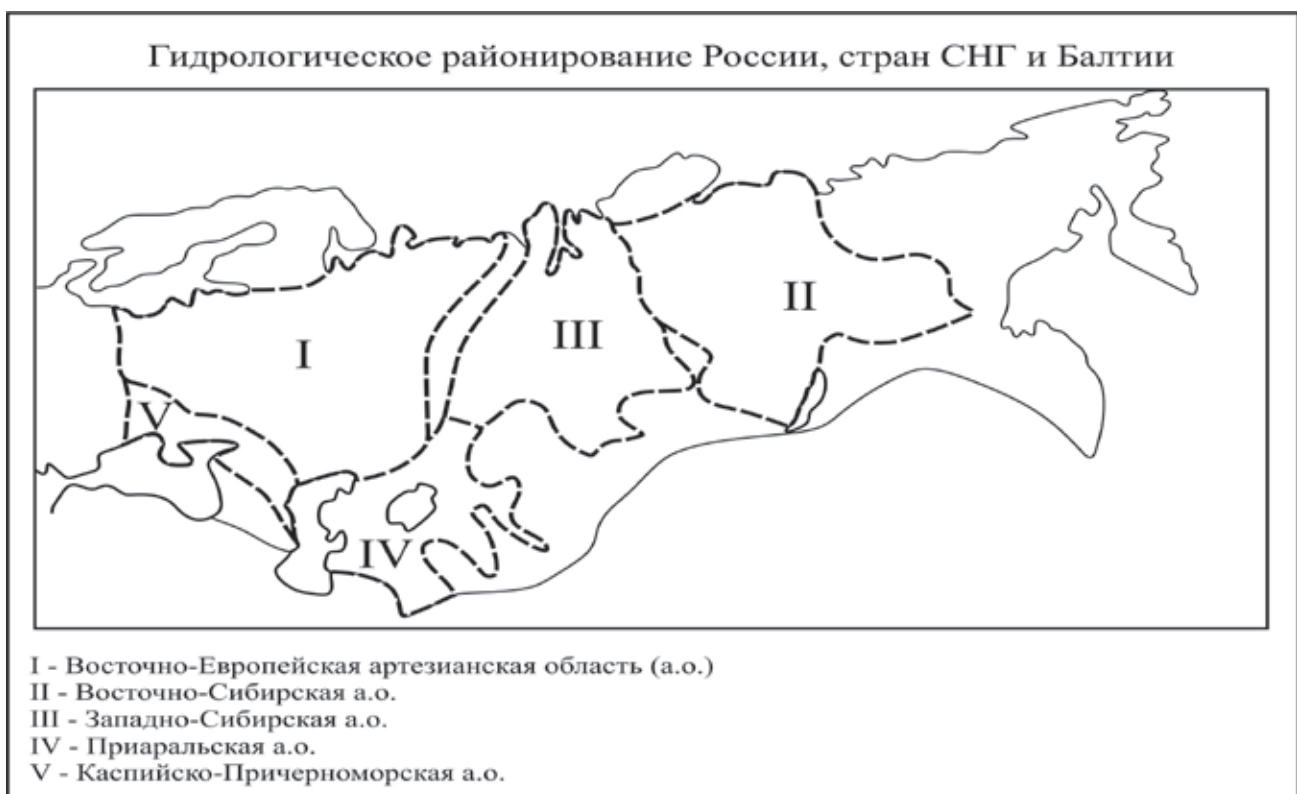 Гидрологическое районирование России, стран СНГ и Балтии
I
II
III
V
IV
I - Восточно-Европейская артезианская область (а.о.)
II - Восточно-Сибирская а.о.
III - Западно-Сибирская а.о.
IV - Приаральская а.о.
V - Каспийско-Причерноморская а.о.